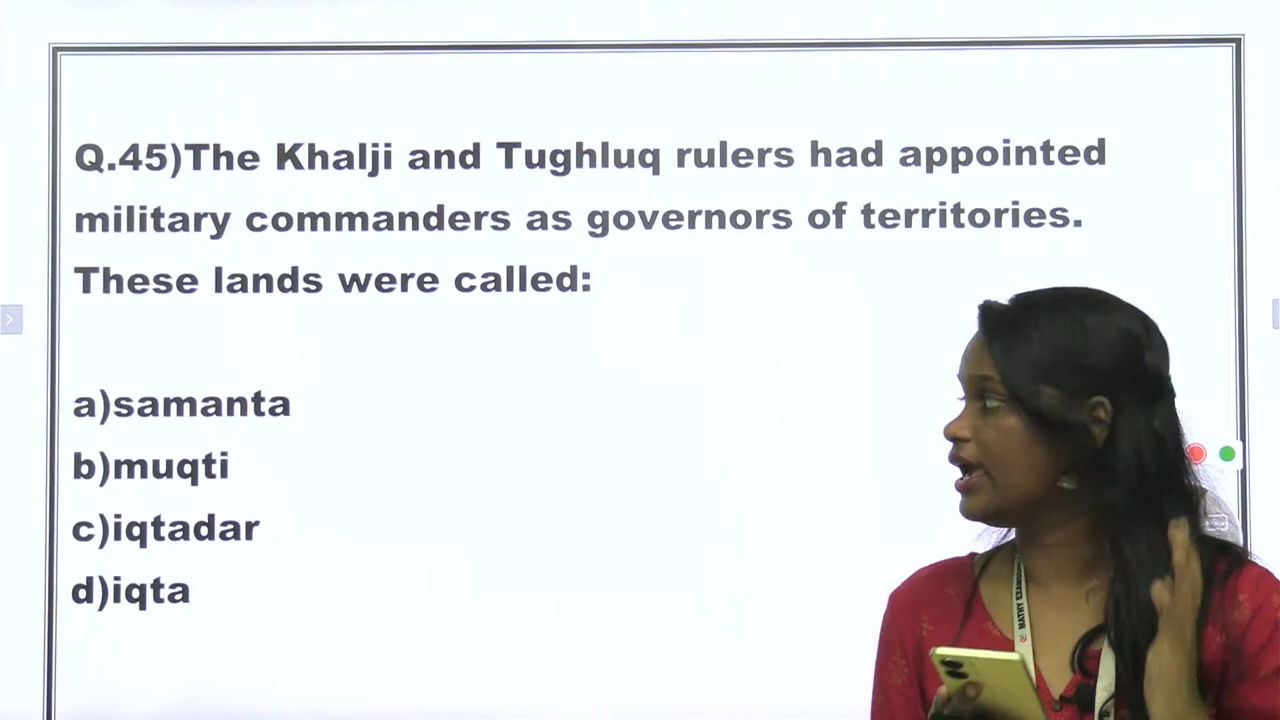 Q.45)The Khalji and Tughluq rulers had appointed
military commanders as governors of territories.
These lands were called:
a)samanta
b)muqti
c)iqtadar
d)iqta